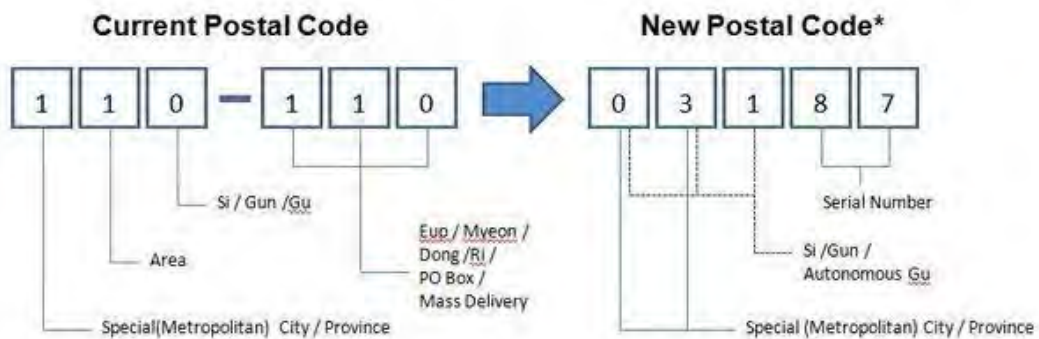 Current Postal Code
New Postal Code*
1 1 0 - 1 1 0
0 3 1 8 7
Si / Gun /Gu
Serial Number
Eup / Myeon /
Dong /Ri /
PO Box /
Mass Delivery
Area
Si /Gun /
Autonomous Gu
Special(Metropolitan) City / Province
Special (Metropolitan) City / Province